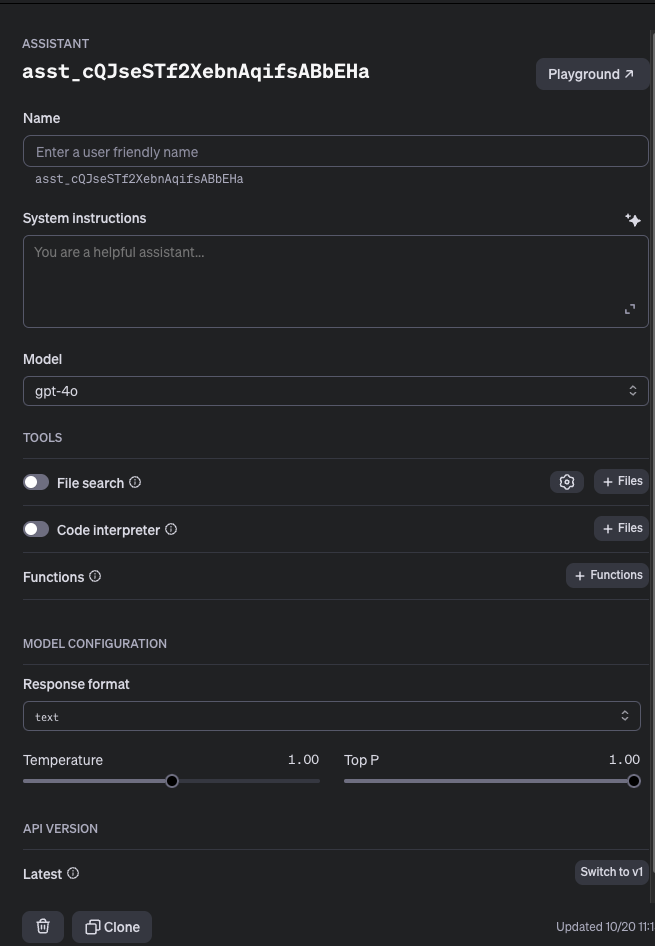 ASSISTANT
asst_cQJseSTf2XebnAqifsABbEHa
Playground ↗
Name
Enter a user friendly name
asst_cQJseSTf2XebnAqifsABbEHa
System instructions
You are a helpful assistant...
Model
gpt-4o
TOOLS
File search
+ Files
Code interpreter
+ Files
Functions
+ Functions
MODEL CONFIGURATION
Response format
text
Temperature 1.00
Top P 1.00
API VERSION
Latest
Switch to v1
Clone
Updated 10/20 11:1